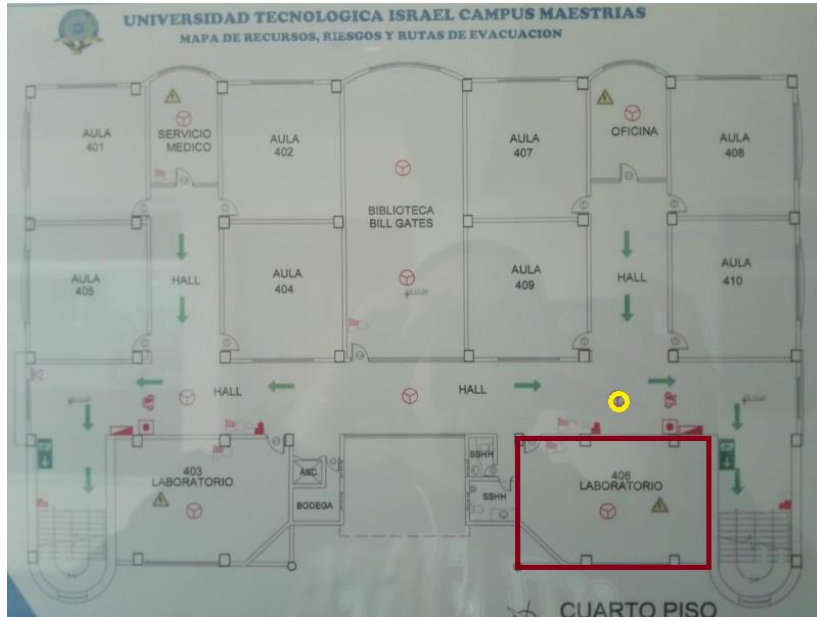 UNIVERSIDAD TECNOLOGICA ISRAEL CAMPUS MAESTRIAS
MAPA DE RECURSOS, RIESGOS Y RUTAS DE EVACUACION
AULA
401
SERVICIO
MEDICO
AULA
402
BIBLIOTECA
BILL GATES
AULA
407
OFICINA
AULA
408
AULA
405
HALL
AULA
404
AULA
409
HALL
AULA
410
HALL
HALL
403
LABORATORIO
ASC
BODEGA
SSHH
SSHH
406
LABORATORIO
CUARTO PISO